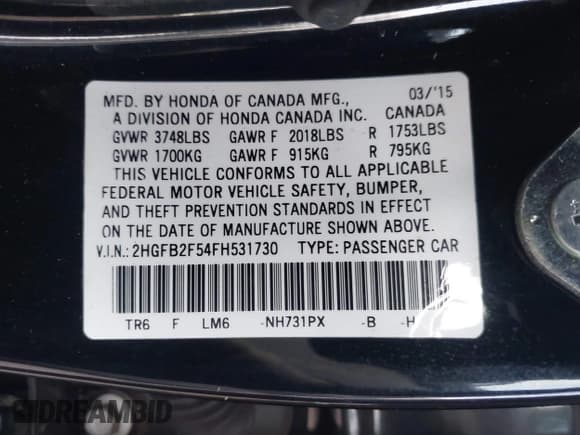 MFD. BY HONDA OF CANADA MFG., 03/'15
A DIVISION OF HONDA CANADA INC. CANADA
GVWR 3748LBS GAWR F 2018LBS R 1753LBS
GVWR 1700KG GAWR F 915KG R 795KG
THIS VEHICLE CONFORMS TO ALL APPLICABLE
FEDERAL MOTOR VEHICLE SAFETY, BUMPER,
AND THEFT PREVENTION STANDARDS IN EFFECT
ON THE DATE OF MANUFACTURE SHOWN ABOVE.
V.I.N.: 2HGFB2F54FH531730 TYPE: PASSENGER CAR
TR6 F LM6 -NH731PX -B -H
DREAMBID